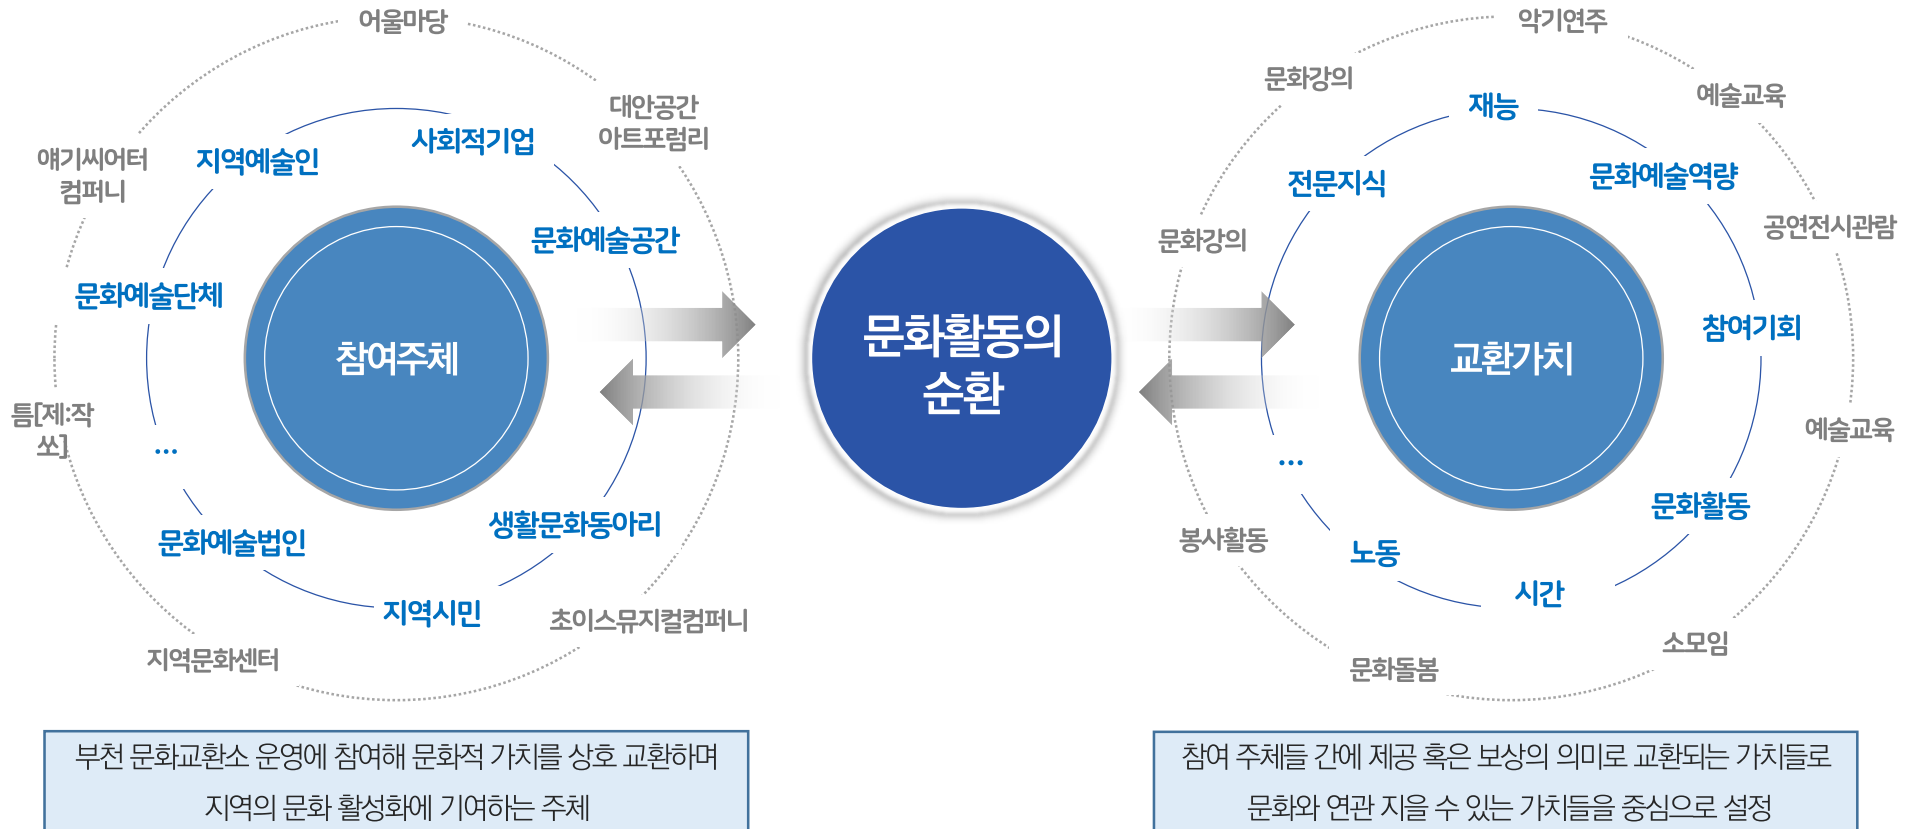 어울마당
대안공간
아트포럼리
사회적기업
지역예술인
얘기씨어터
컴퍼니
문화예술공간
문화예술단체
참여주체
틈[제:작
쏘]
...
생활문화동아리
문화예술법인
지역시민
초이스뮤지컬컴퍼니
지역문화센터
문화활동의
순환
악기연주
문화강의
예술교육
재능
전문지식
문화예술역량
공연전시관람
문화강의
참여기회
교환가치
예술교육
...
문화활동
봉사활동
노동
시간
소모임
문화돌봄
부천 문화교환소 운영에 참여해 문화적 가치를 상호 교환하며
지역의 문화 활성화에 기여하는 주체
참여 주체들 간에 제공 혹은 보상의 의미로 교환되는 가치들로
문화와 연관 지을 수 있는 가치들을 중심으로 설정